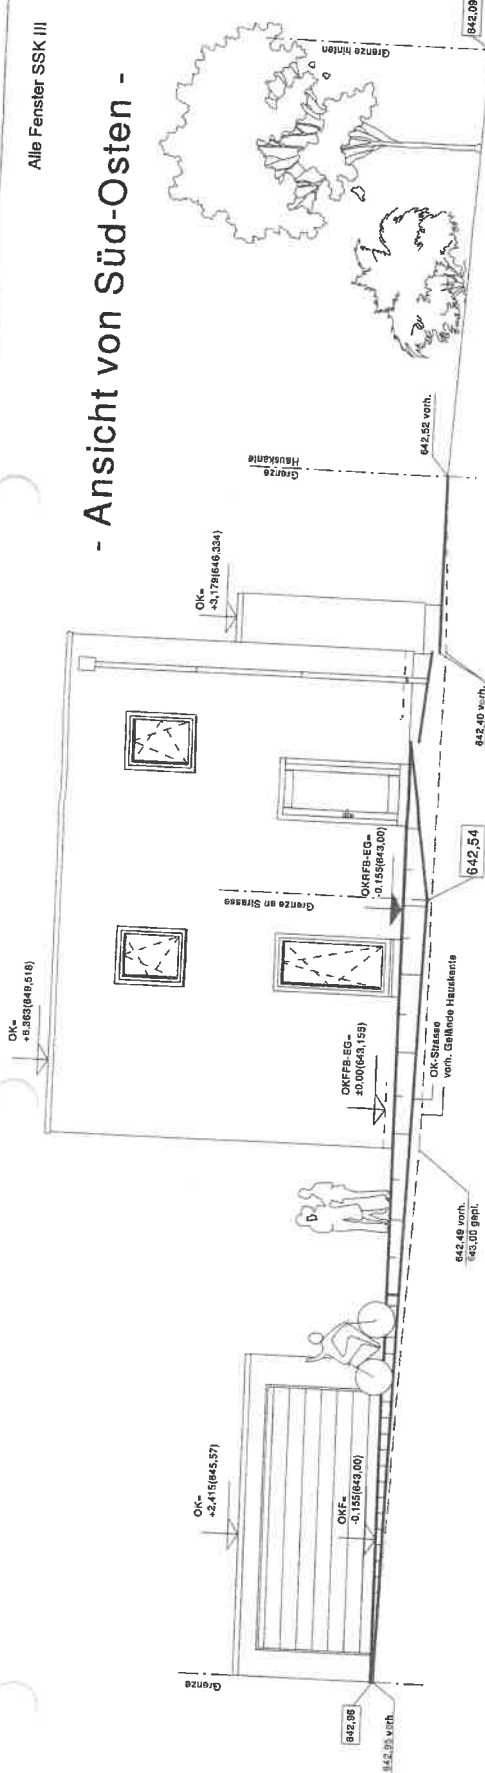 Alle Fenster SSK III
- Ansicht von Süd-Osten -
OK=
+6,363(649,518)
OK=
+3,179(646,334)
OK=
+2,415(645,57)
Grenze
Grenze
Hauskante
Grenze hinten
Grenze an Strasse
OKF=
-0,155(643,00)
OKFFB-EG=
±0,00(643,155)
OKRFB-EG=
-0,155(643,00)
OK-Strasse
vorh. Gelände Hauskante
642,96
642,95 vorh.
642,49 vorh.
643,00 gepl.
642,54
642,40 vorh.
642,52 vorh.
642,09